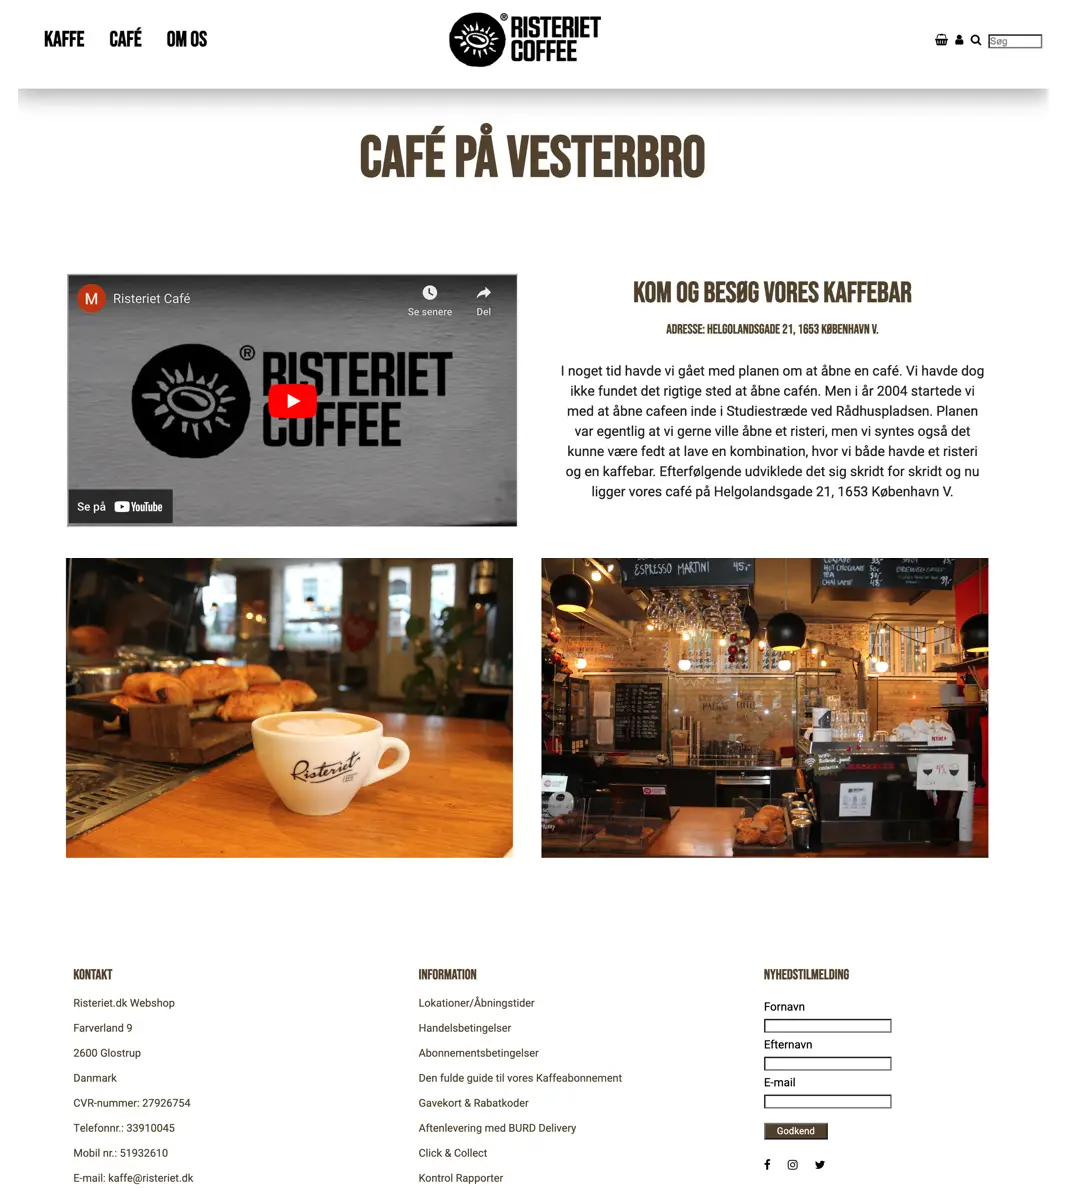 KAFFE CAFÉ OM OS
® RISTERIET
COFFEE
Søg
CAFÉ PÅ VESTERBRO
M Risteriet Café
Se senere Del
® RISTERIET
COFFEE
Se på YouTube
KOM OG BESØG VORES KAFFEBAR
ADRESSE: HELGOLANDSGADE 21, 1653 KØBENHAVN V.
I noget tid havde vi gået med planen om at åbne en café. Vi havde dog
ikke fundet det rigtige sted at åbne cafén. Men i år 2004 startede vi
med at åbne cafeen inde i Studiestræde ved Rådhuspladsen. Planen
var egentlig at vi gerne ville åbne et risteri, men vi syntes også det
kunne være fedt at lave en kombination, hvor vi både havde et risteri
og en kaffebar. Efterfølgende udviklede det sig skridt for skridt og nu
ligger vores café på Helgolandsgade 21, 1653 København V.
Risteriet
ESPRESSO MARTINI 45,-
HOT CHOCOLATE
TEA
CHAI LATTE
KONTAKT
Risteriet.dk Webshop
Farverland 9
2600 Glostrup
Danmark
CVR-nummer: 27926754
Telefonnr.: 33910045
Mobil nr.: 51932610
E-mail: kaffe@risteriet.dk
INFORMATION
Lokationer/Åbningstider
Handelsbetingelser
Abonnementsbetingelser
Den fulde guide til vores Kaffeabonnement
Gavekort & Rabatkoder
Aftenlevering med BURD Delivery
Click & Collect
Kontrol Rapporter
NYHEDSTILMELDING
Fornavn
Efternavn
E-mail
Godkend